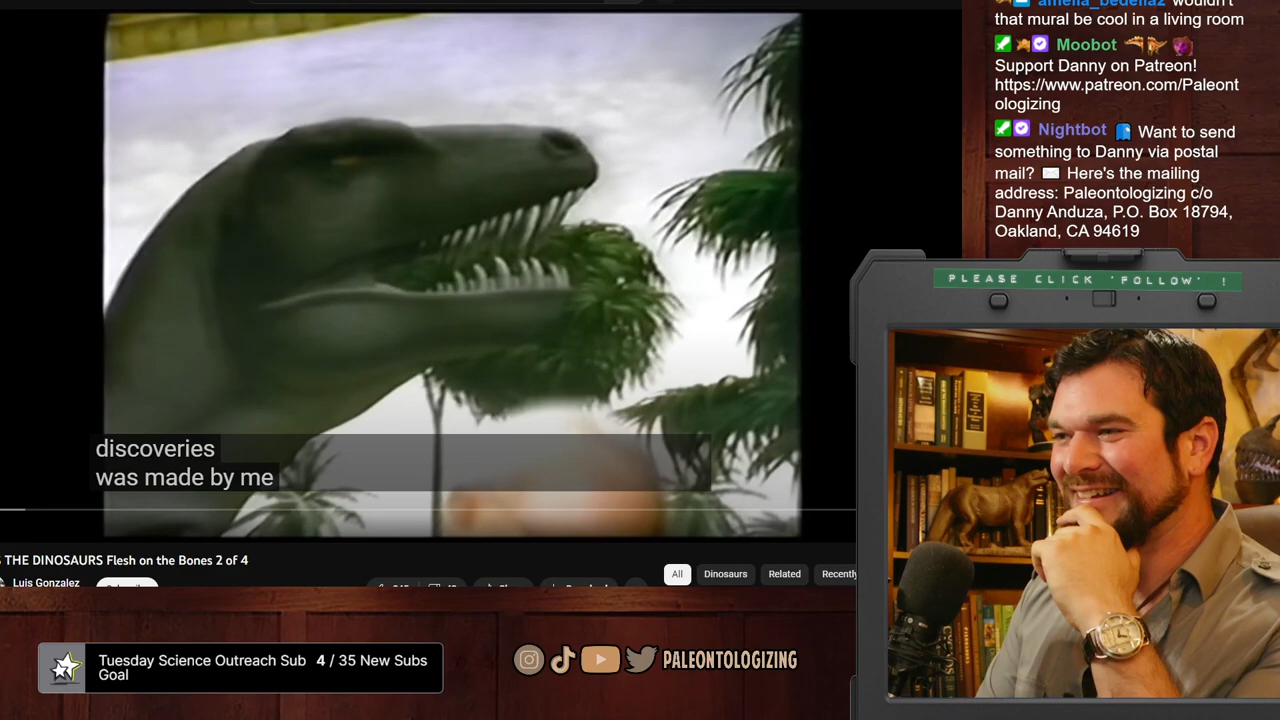 that mural be cool in a living room
Moobot
Support Danny on Patreon!
https://www.patreon.com/Paleont
ologizing
Nightbot Want to send
something to Danny via postal
mail? Here's the mailing
address: Paleontologizing c/o
Danny Anduza, P.O. Box 18794,
Oakland, CA 94619
PLEASE CLICK 'FOLLOW' !
discoveries
was made by me
THE DINOSAURS Flesh on the Bones 2 of 4
Luis Gonzalez
All Dinosaurs Related Recently
Tuesday Science Outreach Sub 4 / 35 New Subs
Goal
PALEONTOLOGIZING